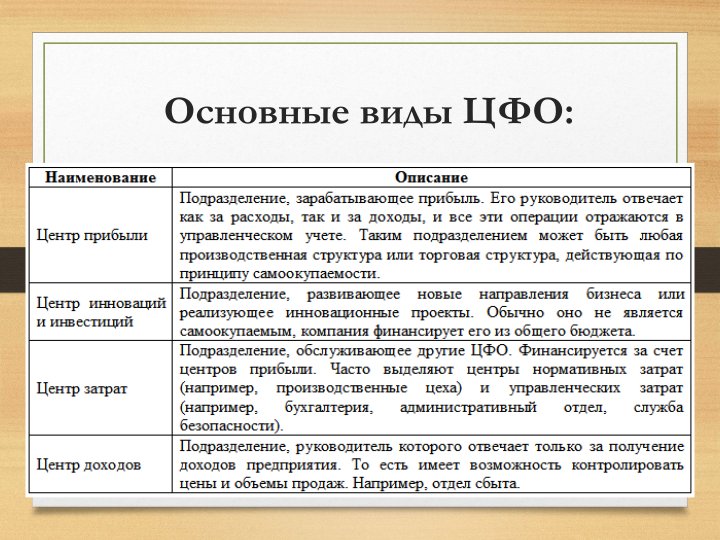 Основные виды ЦФО:
Наименование Описание
Центр прибыли
Подразделение, зарабатывающее прибыль. Его руководитель отвечает
как за расходы, так и за доходы, и все эти операции отражаются в
управленческом учете. Таким подразделением может быть любая
производственная структура или торговая структура, действующая по
принципу самоокупаемости.
Центр инноваций
и инвестиций
Подразделение, развивающее новые направления бизнеса или
реализующее инновационные проекты. Обычно оно не является
самоокупаемым, компания финансирует его из общего бюджета.
Центр затрат
Подразделение, обслуживающее другие ЦФО. Финансируется за счет
центров прибыли. Часто выделяют центры нормативных затрат
(например, производственные цеха) и управленческих затрат
(например, бухгалтерия, административный отдел, служба
безопасности).
Центр доходов
Подразделение, руководитель которого отвечает только за получение
доходов предприятия. То есть имеет возможность контролировать
цены и объемы продаж. Например, отдел сбыта.